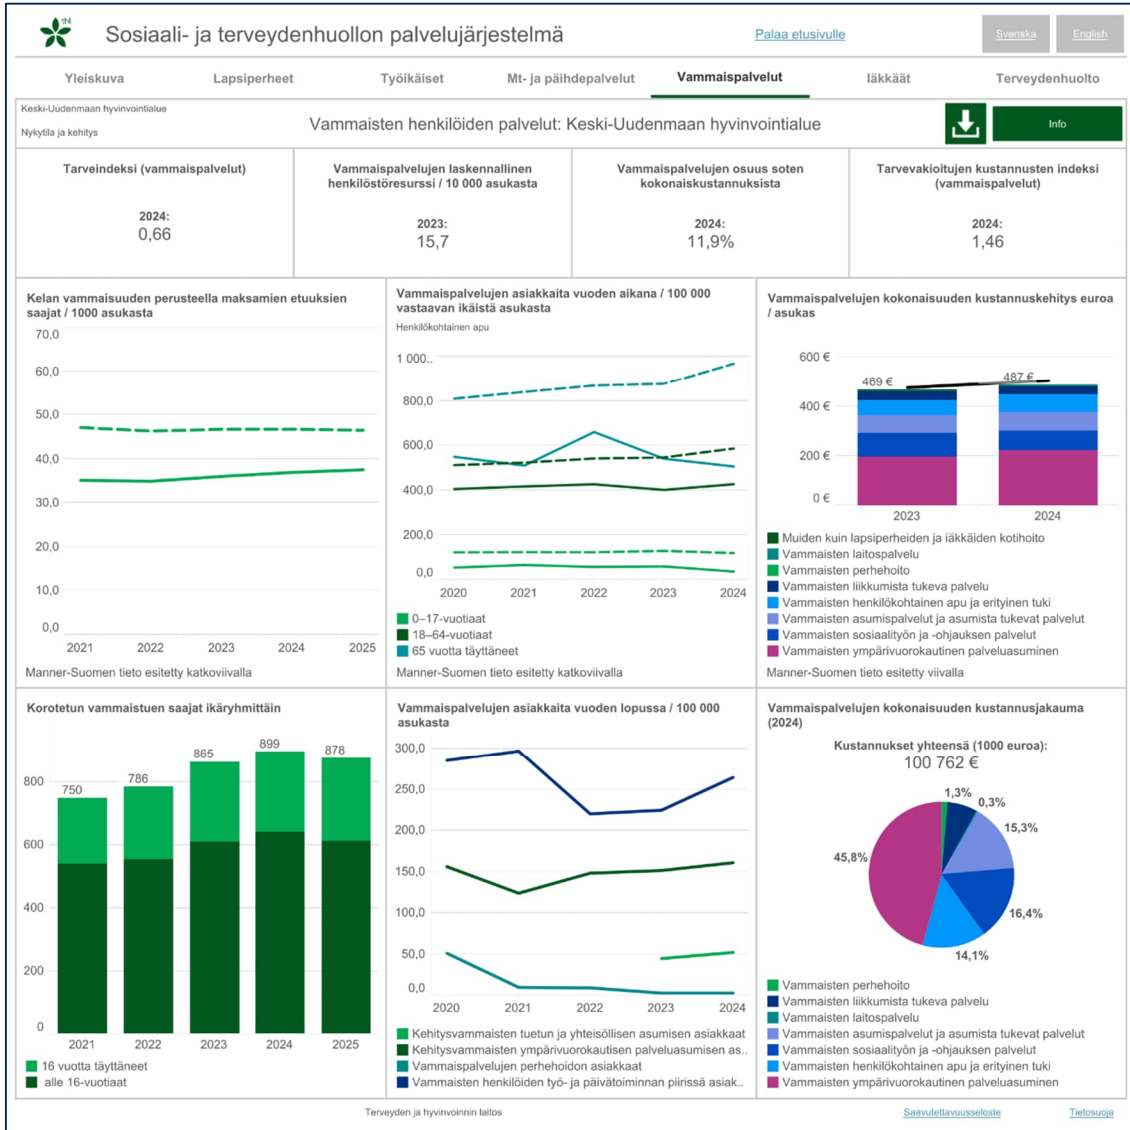 thl
Sosiaali- ja terveydenhuollon palvelujärjestelmä
Palaa etusivulle
Svenska
English
Yleiskuva
Lapsiperheet
Työikäiset
Mt- ja päihdepalvelut
Vammaispalvelut
Iäkkäät
Terveydenhuolto
Keski-Uudenmaan hyvinvointialue
Nykytila ja kehitys
Vammaisten henkilöiden palvelut: Keski-Uudenmaan hyvinvointialue
Info
Tarveindeksi (vammaispalvelut)
2024:
0,66
Vammaispalvelujen laskennallinen
henkilöstöresurssi / 10 000 asukasta
2023:
15,7
Vammaispalvelujen osuus soten
kokonaiskustannuksista
2024:
11,9%
Tarvevakioitujen kustannusten indeksi
(vammaispalvelut)
2024:
1,46
Kelan vammaisuuden perusteella maksamien etuuksien
saajat / 1000 asukasta
70,0
60,0
50,0
40,0
30,0
20,0
10,0
0,0
2021
2022
2023
2024
2025
Manner-Suomen tieto esitetty katkoviivalla
Vammaispalvelujen asiakkaita vuoden aikana / 100 000
vastaavan ikäistä asukasta
Henkilökohtainen apu
1 000..
800,0
600,0
400,0
200,0
0,0
2020
2021
2022
2023
2024
0–17-vuotiaat
18–64-vuotiaat
65 vuotta täyttäneet
Manner-Suomen tieto esitetty katkoviivalla
Vammaispalvelujen kokonaisuuden kustannuskehitys euroa
/ asukas
600 €
400 €
200 €
0 €
469 €
487 €
2023
2024
Muiden kuin lapsiperheiden ja iäkkäiden kotihoito
Vammaisten laitospalvelu
Vammaisten perhehoito
Vammaisten liikkumista tukeva palvelu
Vammaisten henkilökohtainen apu ja erityinen tuki
Vammaisten asumispalvelut ja asumista tukevat palvelut
Vammaisten sosiaalityön ja -ohjauksen palvelut
Vammaisten ympärivuorokautinen palveluasuminen
Manner-Suomen tieto esitetty viivalla
Korotetun vammaistuen saajat ikäryhmittäin
800
600
400
200
0
750
786
865
899
878
2021
2022
2023
2024
2025
16 vuotta täyttäneet
alle 16-vuotiaat
Vammaispalvelujen asiakkaita vuoden lopussa / 100 000
asukasta
300,0
250,0
200,0
150,0
100,0
50,0
0,0
2020
2021
2022
2023
2024
Kehitysvammaisten tuetun ja yhteisöllisen asumisen asiakkaat
Kehitysvammaisten ympärivuorokautisen palveluasumisen as..
Vammaispalvelujen perhehoidon asiakkaat
Vammaisten henkilöiden työ- ja päivätoiminnan piirissä asiak..
Vammaispalvelujen kokonaisuuden kustannusjakauma
(2024)
Kustannukset yhteensä (1000 euroa):
100 762 €
1,3%
0,3%
15,3%
16,4%
14,1%
45,8%
Vammaisten perhehoito
Vammaisten liikkumista tukeva palvelu
Vammaisten laitospalvelu
Vammaisten asumispalvelut ja asumista tukevat palvelut
Vammaisten sosiaalityön ja -ohjauksen palvelut
Vammaisten henkilökohtainen apu ja erityinen tuki
Vammaisten ympärivuorokautinen palveluasuminen
Terveyden ja hyvinvoinnin laitos
Saavutettavuusseloste
Tietosuoja